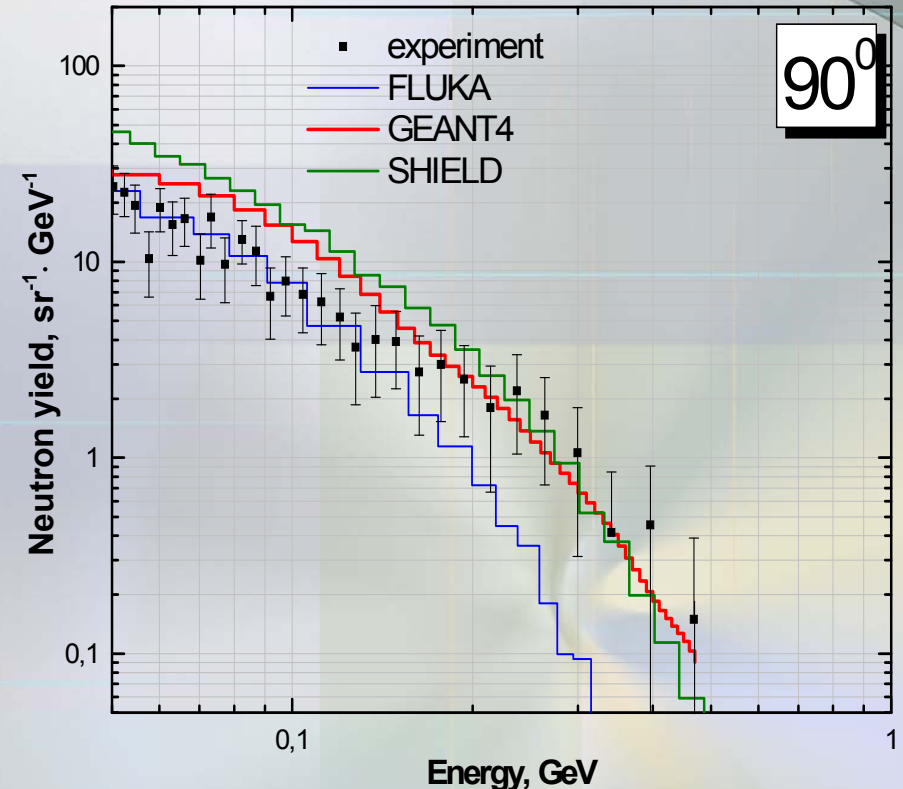 100
10
1
0,1
Neutron yield, sr⁻¹· GeV⁻¹
experiment
FLUKA
GEANT4
SHIELD
90⁰
0,1
1
Energy, GeV